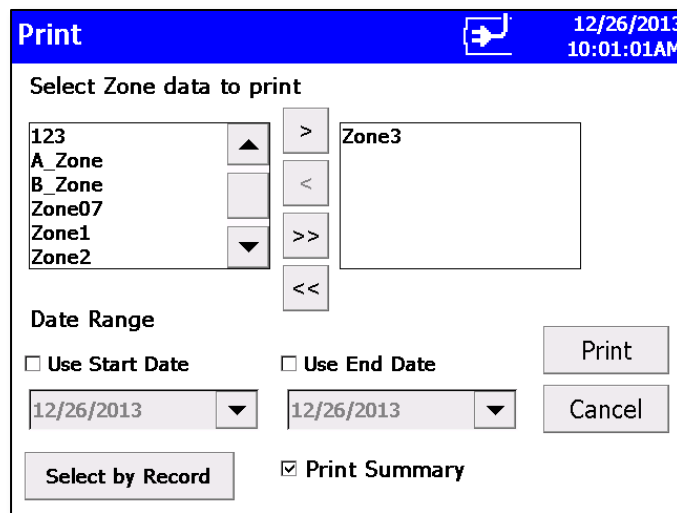 Print
12/26/2013
10:01:01AM
Select Zone data to print
123
A_Zone
B_Zone
Zone07
Zone1
Zone2
>
<
>>
<<
Zone3
Date Range
Use Start Date
Use End Date
12/26/2013
12/26/2013
Print
Cancel
Select by Record
Print Summary